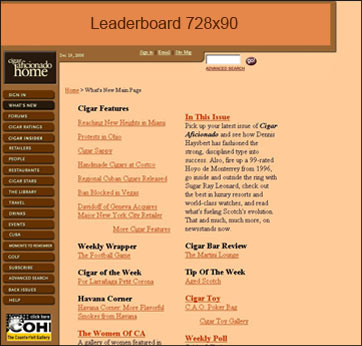 Leaderboard 728x90
cigar
aficionado
home
Dec 19, 2006
Sign in | Email | Site Map
go!
ADVANCED SEARCH
SIGN IN
WHAT'S NEW
FORUMS
CIGAR RATINGS
CIGAR INSIDER
RETAILERS
PEOPLE
RESTAURANTS
CIGAR STARS
THE LIBRARY
TRAVEL
DRINKS
EVENTS
CUBA
MOMENTS TO REMEMBER
GOLF
SUBSCRIBE
ADVANCED SEARCH
BACK ISSUES
HELP
click here
COHI
Home > What's New Main Page
Cigar Features
Reaching New Heights in Miami
Protests in Ohio
Cigar Savvy
Handmade Cigars at Costco
Regional Cuban Cigars Released
Ban Blocked in Vegas
Davidoff of Geneva Acquires
Major New York City Retailer
More Cigar Features
Weekly Wrapper
The Football Game
Cigar of the Week
Por Larrañaga Petit Corona
Havana Corner
Havana Corner: More Flavorful
Smokes from Havana
The Women Of CA
A gallery of women featured in
In This Issue
Pick up your latest issue of Cigar
Aficionado and see how Dennis
Haysbert has fashioned the
strong, disciplined type into
success. Also, fire up a 99-rated
Hoyo de Monterrey from 1996,
go inside and outside the ring with
Sugar Ray Leonard, check out
the best in luxury resorts and
world-class watches, and read
what's fueling Scotch's evolution.
That and much, much more, on
newsstands now.
Cigar Bar Review
The Martini Lounge
Tip Of The Week
Aged Scotch
Cigar Toy
C.A.O. Poker Bag
Cigar Toy Gallery
Weekly Poll